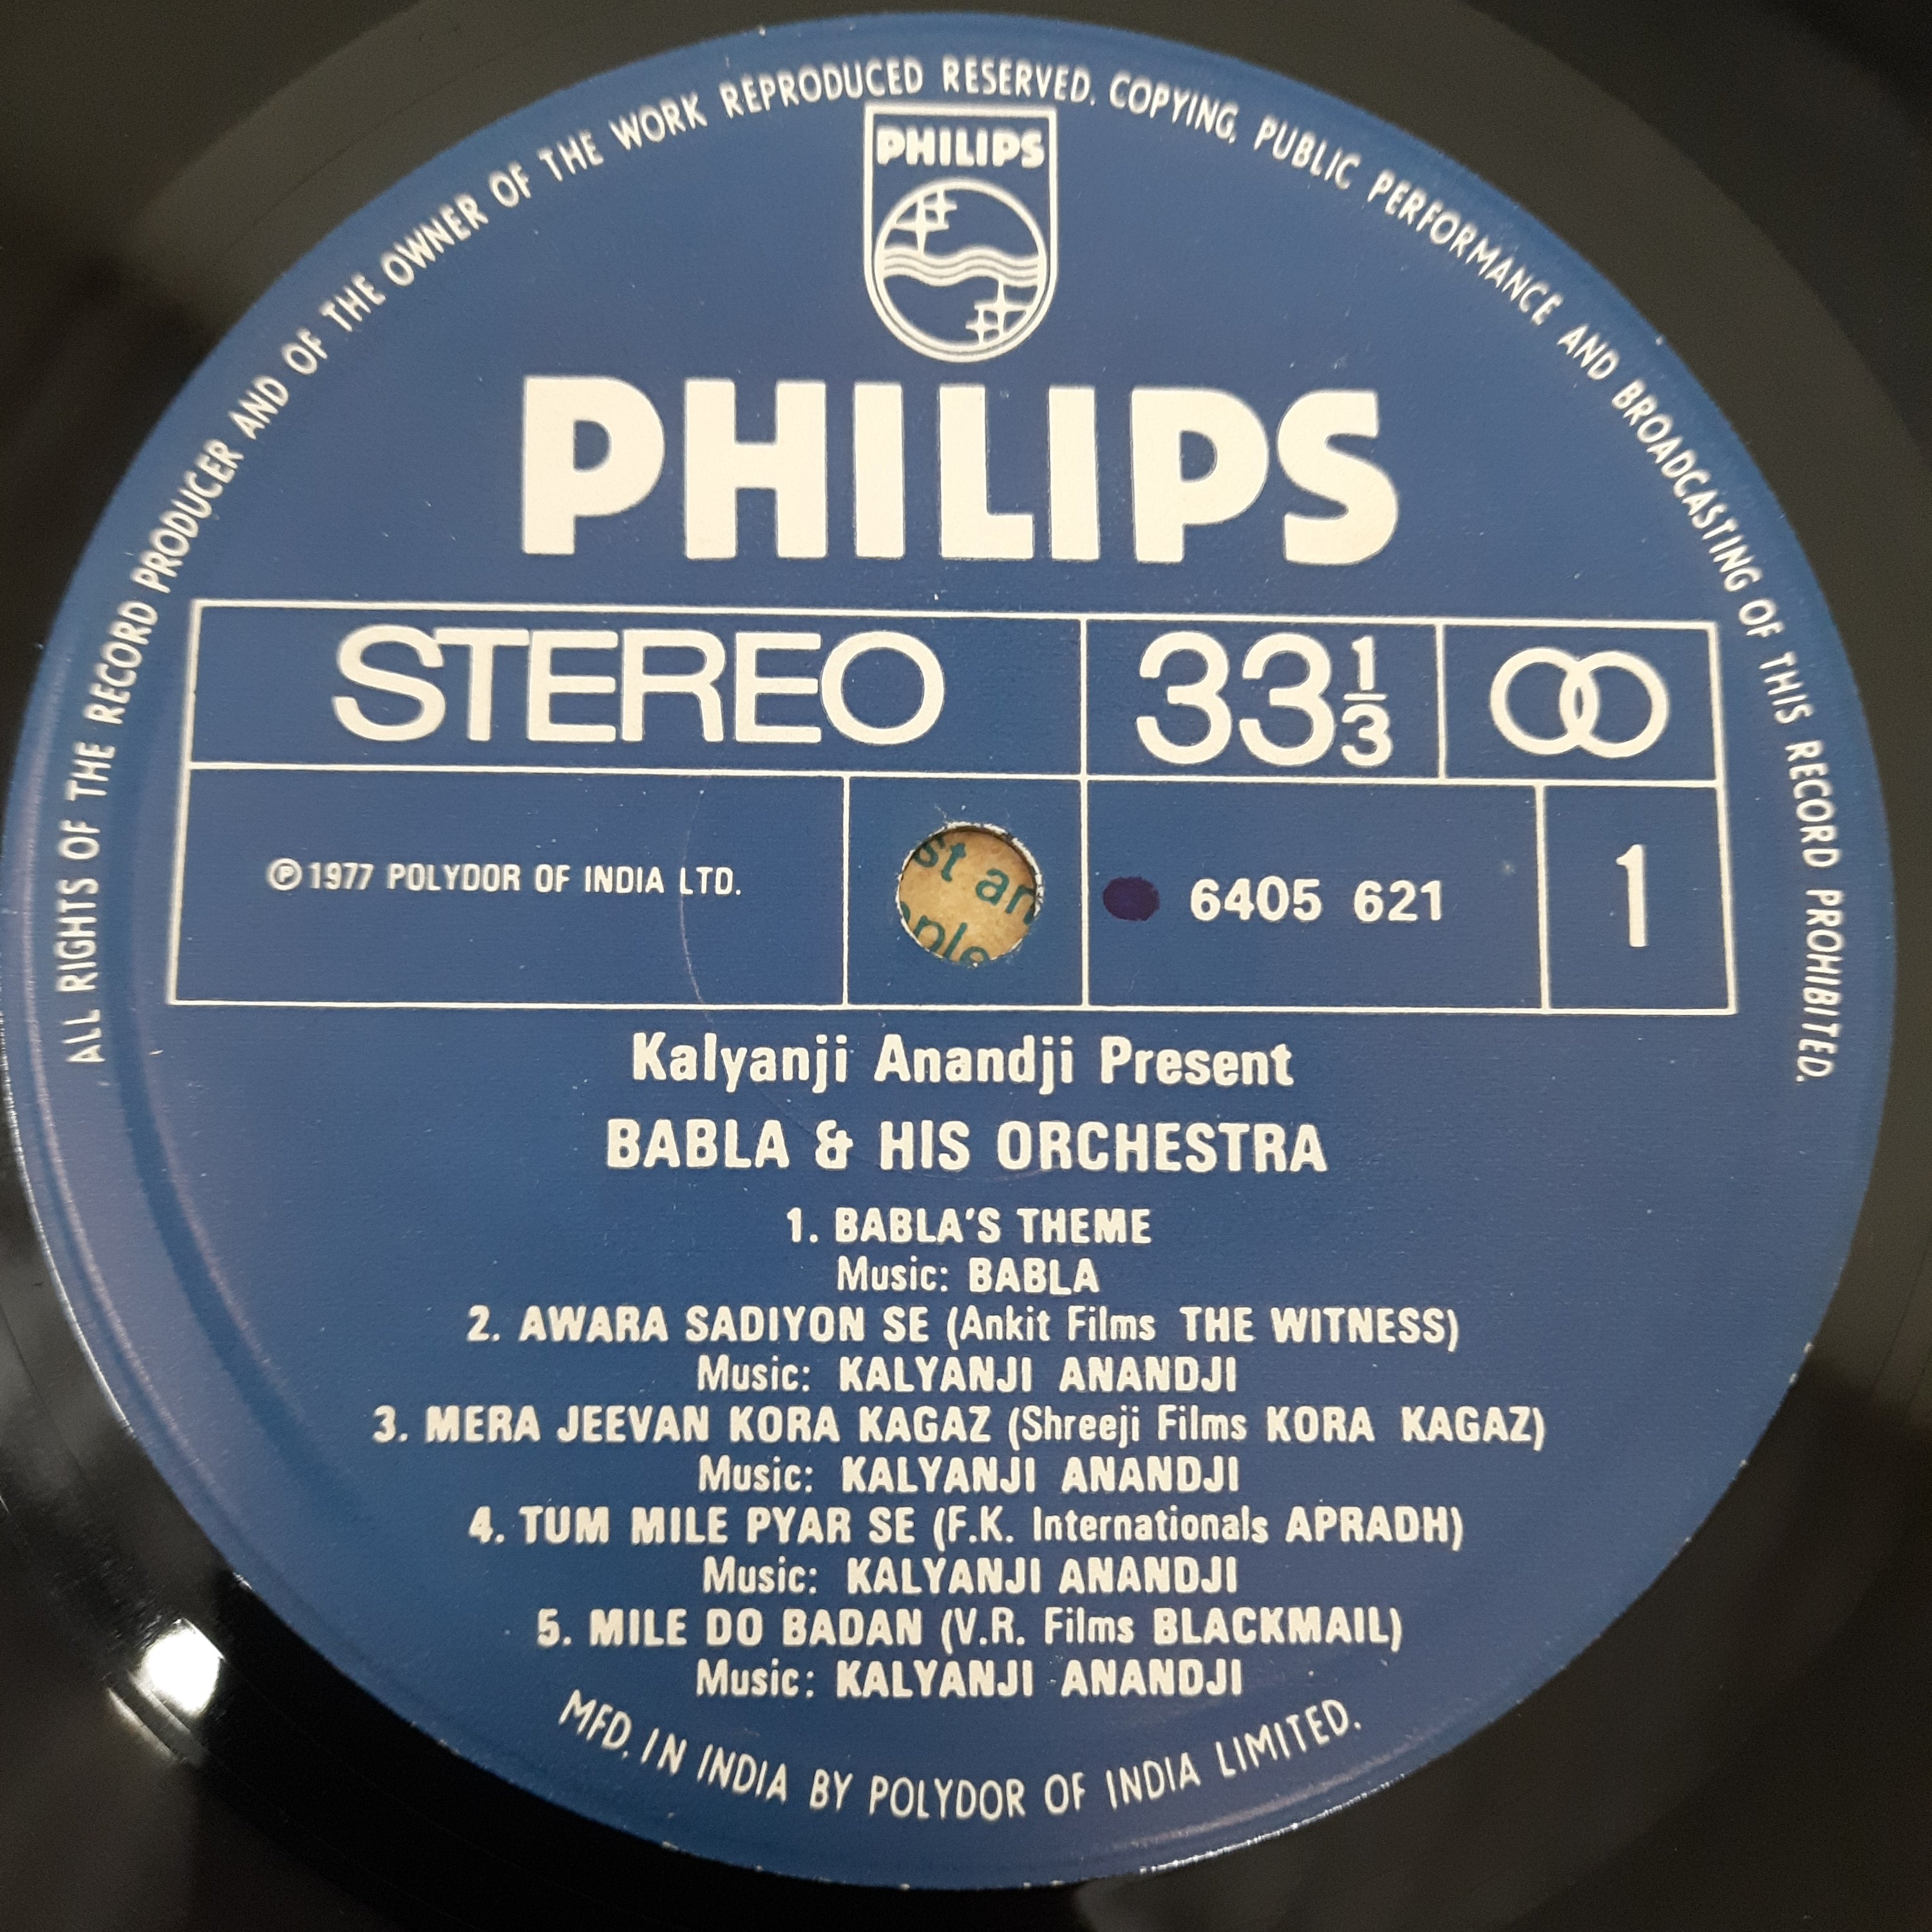 ALL RIGHTS OF THE RECORD PRODUCER AND OF THE OWNER OF THE WORK REPRODUCED RESERVED. COPYING, PUBLIC PERFORMANCE AND BROADCASTING OF THIS RECORD PROHIBITED.
PHILIPS
PHILIPS
STEREO 33 1/3
℗ 1977 POLYDOR OF INDIA LTD. 6405 621 1
st an
Kalyanji Anandji Present
BABLA & HIS ORCHESTRA
1. BABLA'S THEME
Music: BABLA
2. AWARA SADIYON SE (Ankit Films THE WITNESS)
Music: KALYANJI ANANDJI
3. MERA JEEVAN KORA KAGAZ (Shreeji Films KORA KAGAZ)
Music: KALYANJI ANANDJI
4. TUM MILE PYAR SE (F.K. Internationals APRADH)
Music: KALYANJI ANANDJI
5. MILE DO BADAN (V.R. Films BLACKMAIL)
Music: KALYANJI ANANDJI
MFD. IN INDIA BY POLYDOR OF INDIA LIMITED.